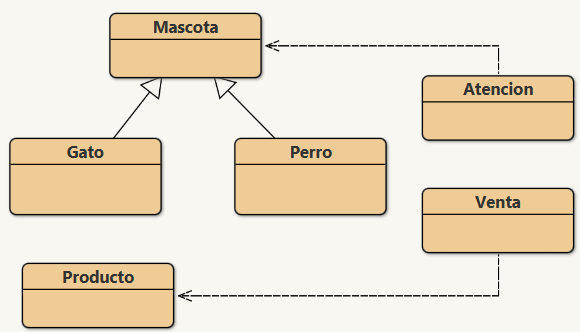 Mascota
Atencion
Gato
Perro
Venta
Producto